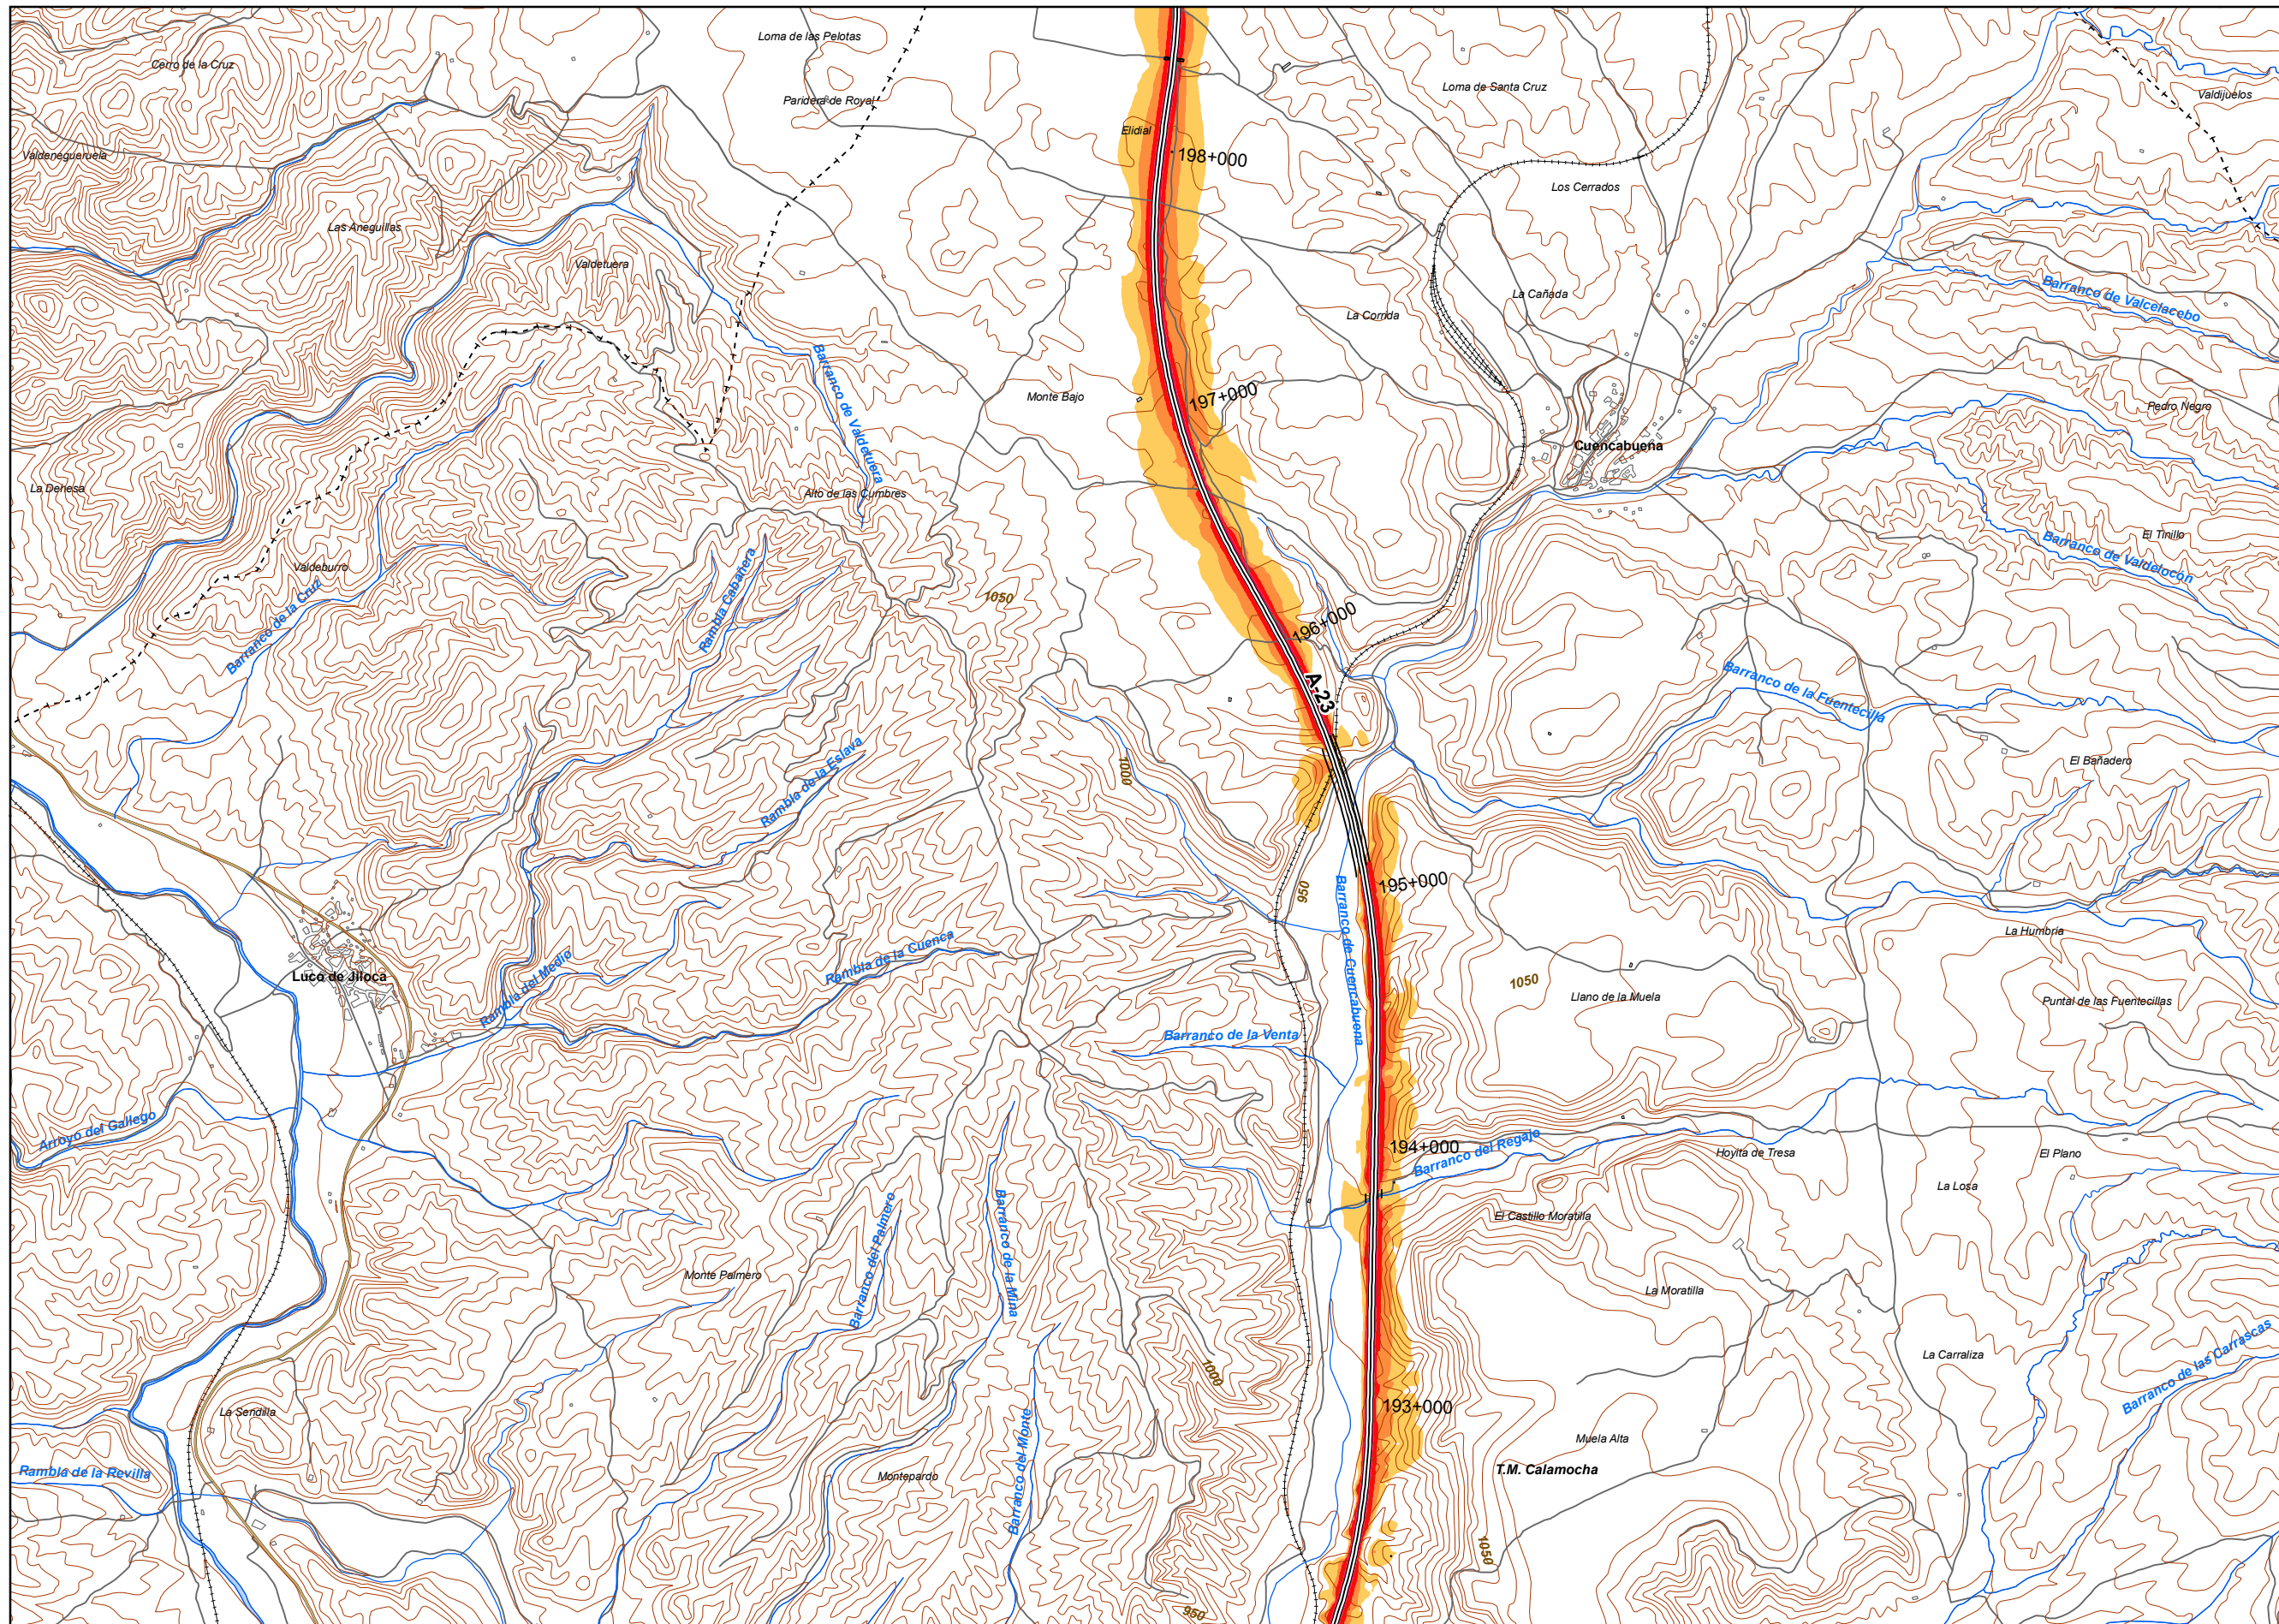 Loma de las Pelotas
Cerro de la Cruz
Loma de Santa Cruz
Valdijuelos
Paridera de Royal
Elidial
198+000
Valdenegueruela
Los Cerrados
Las Aneguillas
Valdetuera
Barranco de Valcelacebo
La Cañada
La Corrida
Barranco de Valdetuera
197+000
Monte Bajo
Pedro Negro
Cuencabuena
La Dehesa
Alto de las Cumbres
El Tinillo
Barranco de Valdelocón
Valdeburro
Rambla Cabañera
1050
Barranco de la Cruz
196+000
A-23
Barranco de la Fuentecilla
Rambla de la Eslava
1000
El Bañadero
950
195+000
Barranco de Cuencabuena
La Humbria
Rambla de la Cuenca
Luco de Jiloca
Rambla del Medio
1050
Llano de la Muela
Puntal de las Fuentecillas
Barranco de la Venta
Arroyo del Gallego
194+000
Barranco del Regajo
Hoyita de Tresa
El Plano
La Losa
El Castillo Moratilla
Barranco del Palmero
Barranco de la Mina
Monte Palmero
La Moratilla
La Carraliza
Barranco de las Carrascas
1000
193+000
La Sendilla
Muela Alta
Barranco del Monte
T.M. Calamocha
Rambla de la Revilla
Montepardo
1050
950